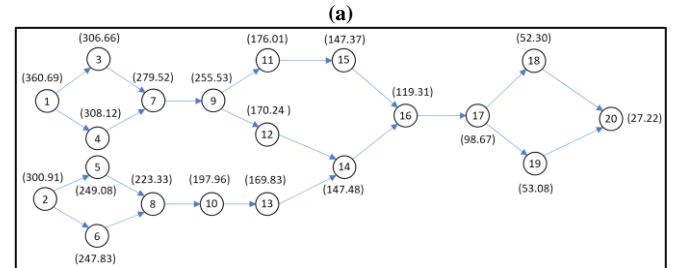 (a)
(306.66) (176.01) (147.37) (52.30)
3 11 15 18
(360.69) (279.52) (255.53) (119.31)
1 7 9 16 17 20 (27.22)
(308.12) (170.24 ) (98.67)
4 12
5 14 19
(300.91) (249.08) (223.33) (197.96) (169.83) (147.48) (53.08)
2 8 10 13
6
(247.83)